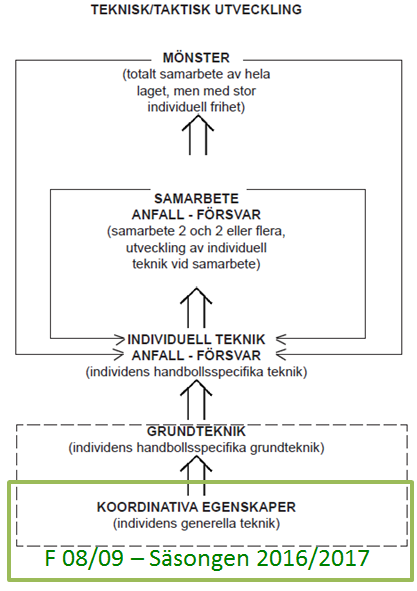 TEKNISK/TAKTISK UTVECKLING
MÖNSTER
(totalt samarbete av hela
laget, men med stor
individuell frihet)
SAMARBETE
ANFALL - FÖRSVAR
(samarbete 2 och 2 eller flera,
utveckling av individuell
teknik vid samarbete)
INDIVIDUELL TEKNIK
ANFALL - FÖRSVAR
(individens handbollsspecifika teknik)
GRUNDTEKNIK
(individens handbollsspecifika grundteknik)
KOORDINATIVA EGENSKAPER
(individens generella teknik)
F 08/09 – Säsongen 2016/2017